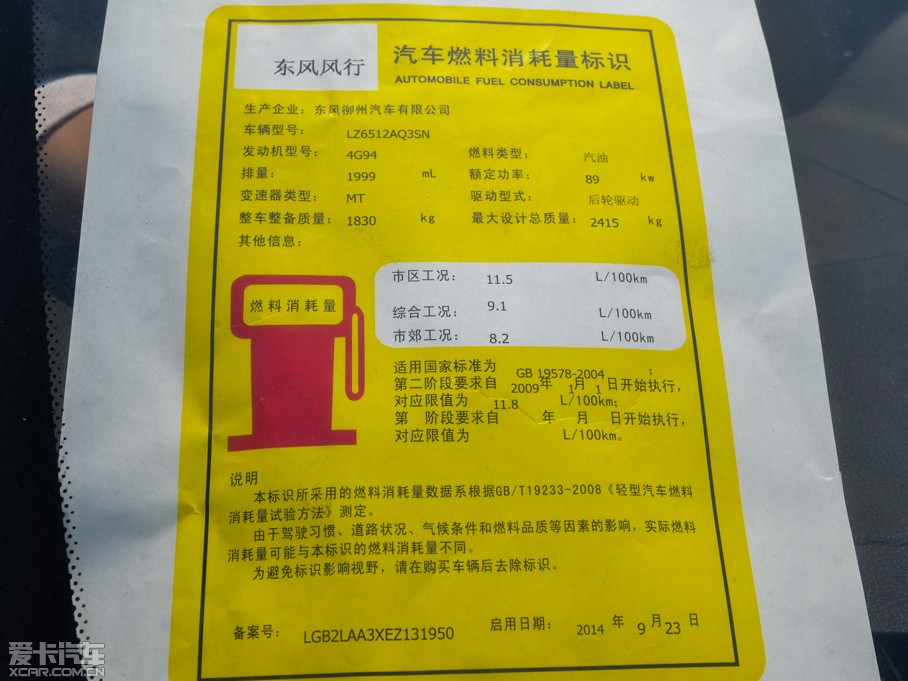 东风风行
汽车燃料消耗量标识
AUTOMOBILE FUEL CONSUMPTION LABEL
生产企业: 东风柳州汽车有限公司
车辆型号: LZ6512AQ3SN
发动机型号: 4G94 燃料类型: 汽油
排量: 1999 mL 额定功率: 89 kw
变速器类型: MT 驱动型式: 后轮驱动
整车整备质量: 1830 kg 最大设计总质量: 2415 kg
其他信息:
燃料消耗量
市区工况: 11.5 L/100km
综合工况: 9.1 L/100km
市郊工况: 8.2 L/100km
适用国家标准为 GB 19578-2004 ;
第二阶段要求自 2009年 1月 1日开始执行,
对应限值为 11.8 L/100km;
第 阶段要求自 年 月 日开始执行,
对应限值为 L/100km。
说明
本标识所采用的燃料消耗量数据系根据GB/T19233-2008《轻型汽车燃料
消耗量试验方法》测定。
由于驾驶习惯、道路状况、气候条件和燃料品质等因素的影响,实际燃料
消耗量可能与本标识的燃料消耗量不同。
为避免标识影响视野,请在购买车辆后去除标识。
备案号: LGB2LAA3XEZ131950 启用日期: 2014 年 9 月 23 日
爱卡汽车
XCAR.COM.CN